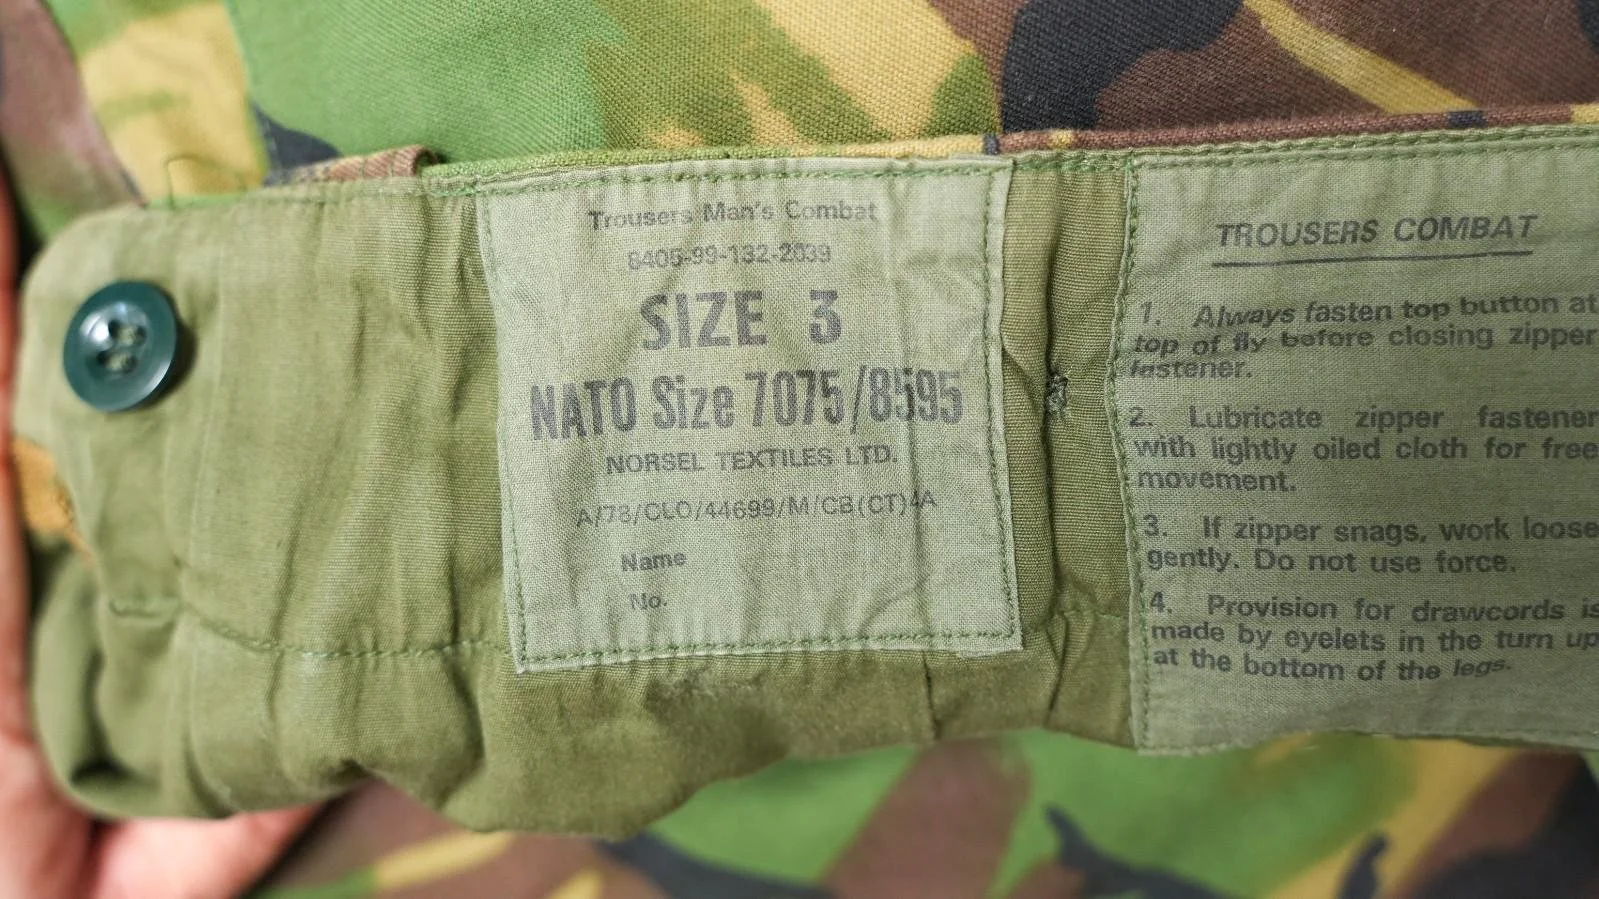 Trousers Man's Combat
8405-99-132-2639
SIZE 3
NATO Size 7075/8595
NORSEL TEXTILES LTD.
A/78/CLO/44699/M/CB(CT)4A
Name
No.
TROUSERS COMBAT
1. Always fasten top button at
top of fly before closing zipper
fastener.
2. Lubricate zipper fastener
with lightly oiled cloth for free
movement.
3. If zipper snags, work loose
gently. Do not use force.
4. Provision for drawcords is
made by eyelets in the turn up
at the bottom of the legs.